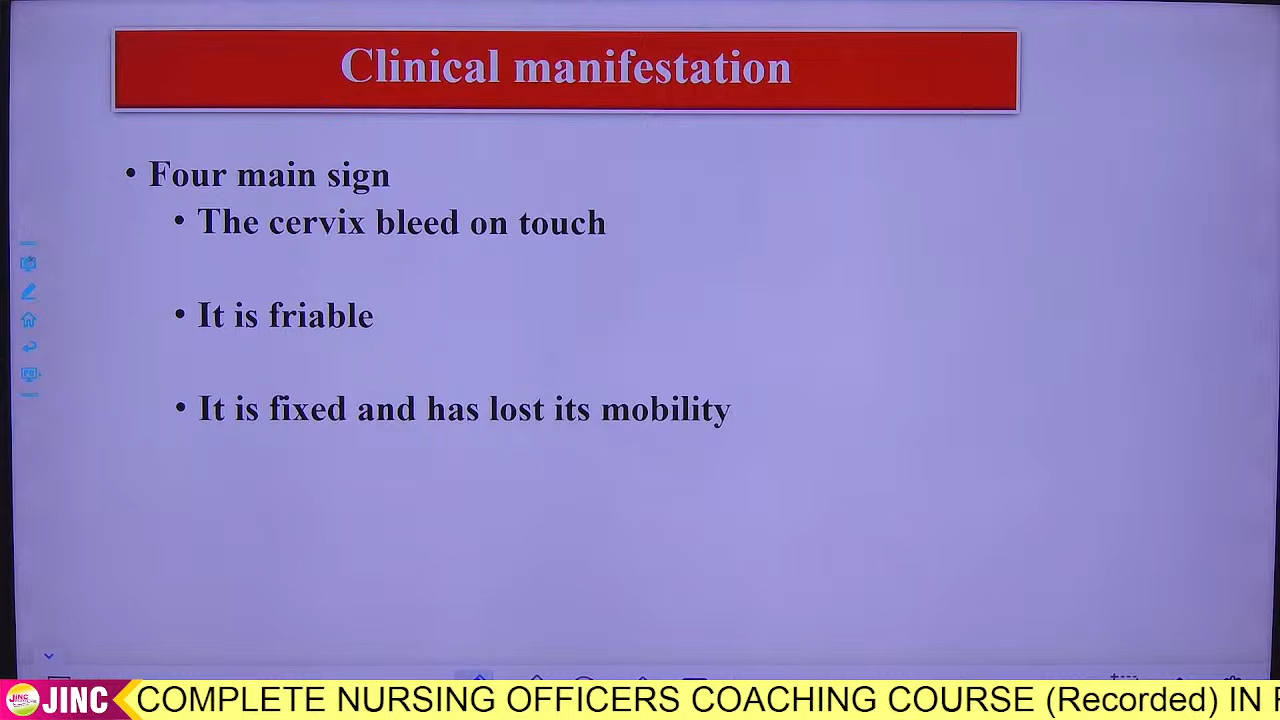 Clinical manifestation
• Four main sign
• The cervix bleed on touch
• It is friable
• It is fixed and has lost its mobility
JINC COMPLETE NURSING OFFICERS COACHING COURSE (Recorded) IN